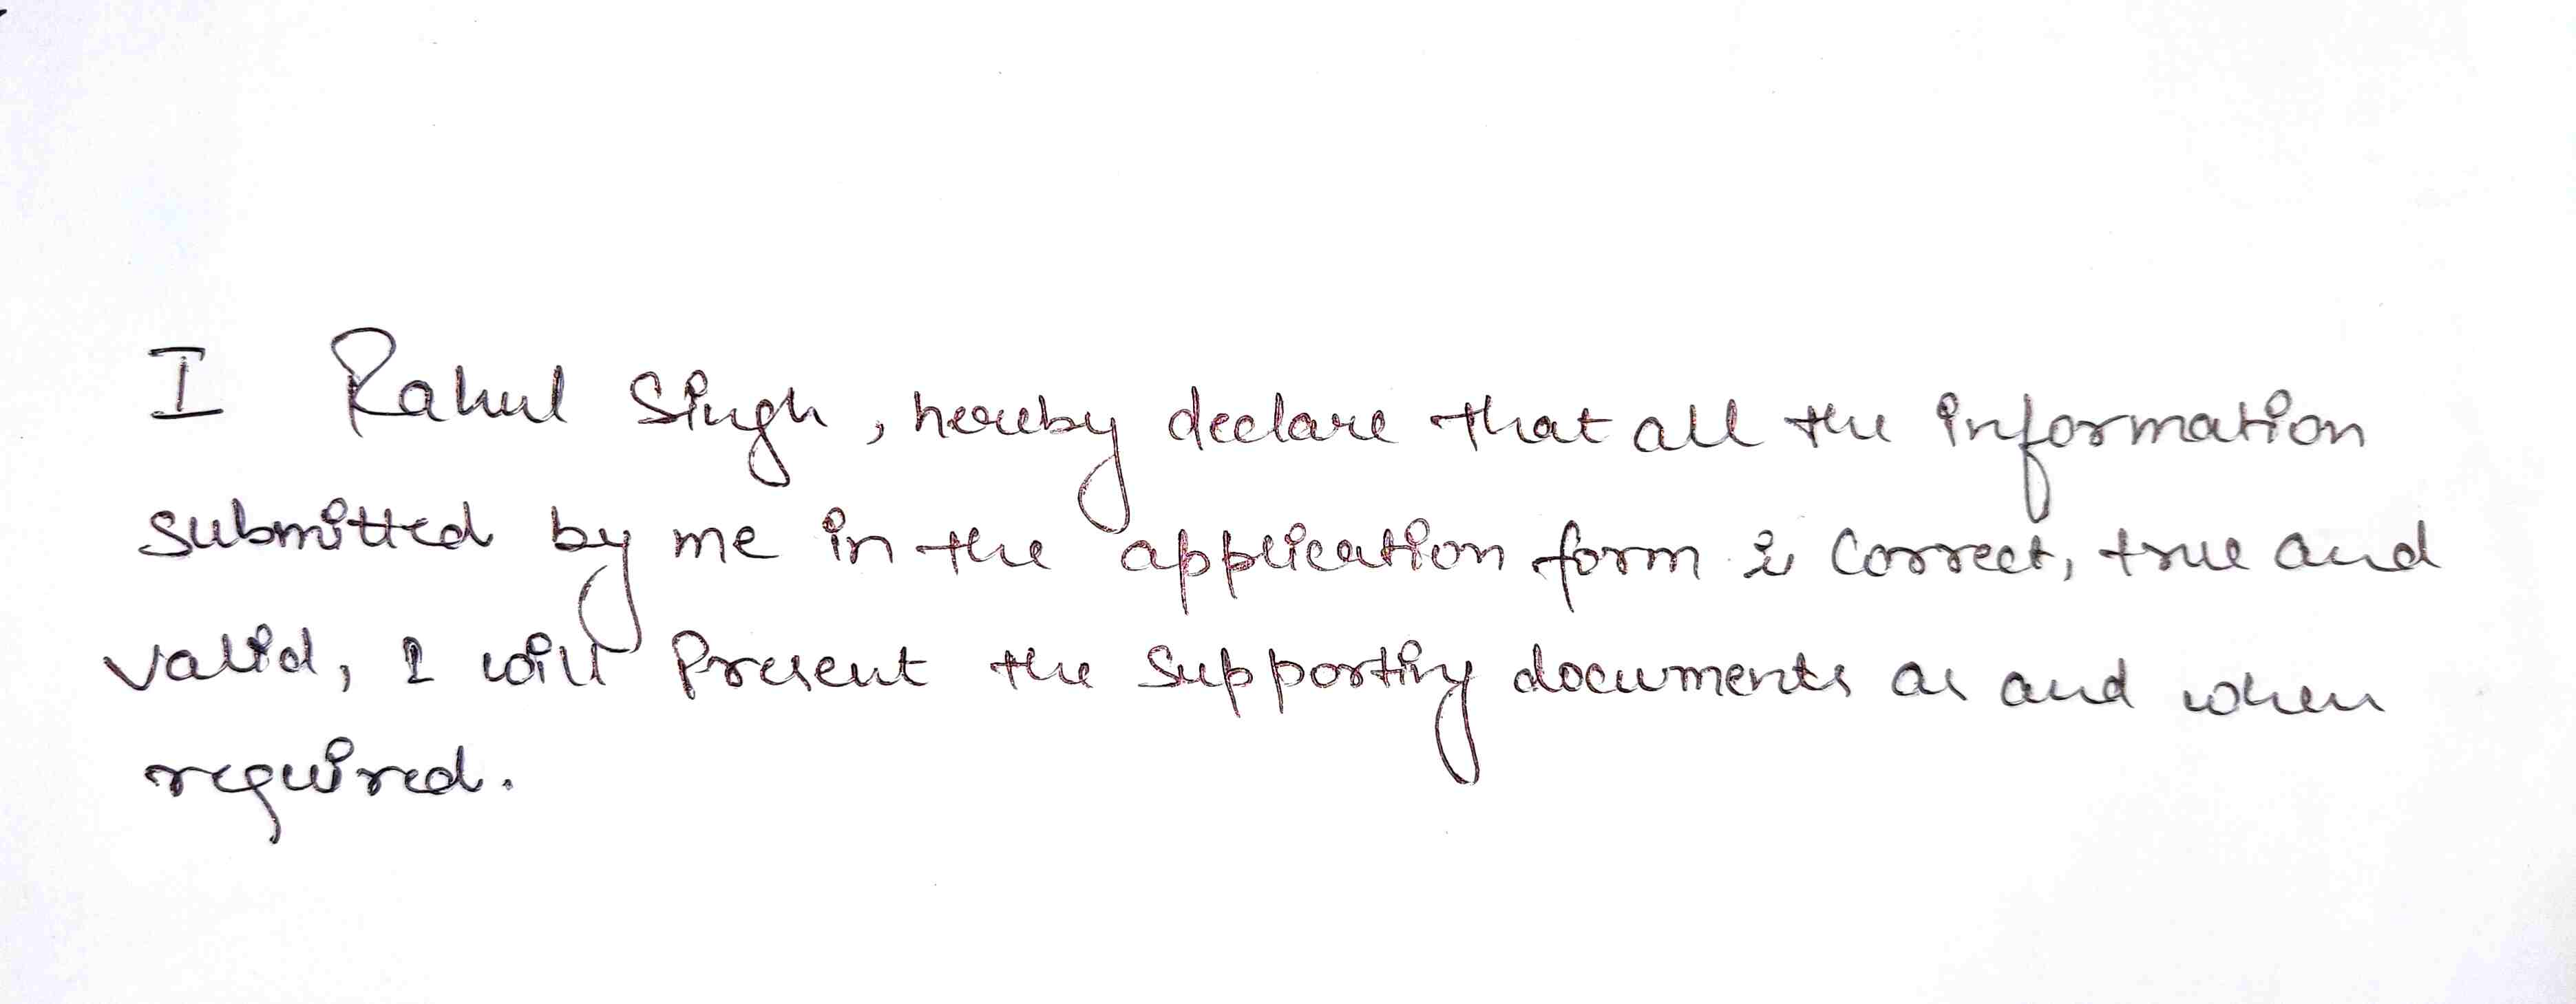 I Rahul Singh, hereby declare that all the information
submitted by me in the application form is correct, true and
valid, I will Present the supporting documents as and when
required.